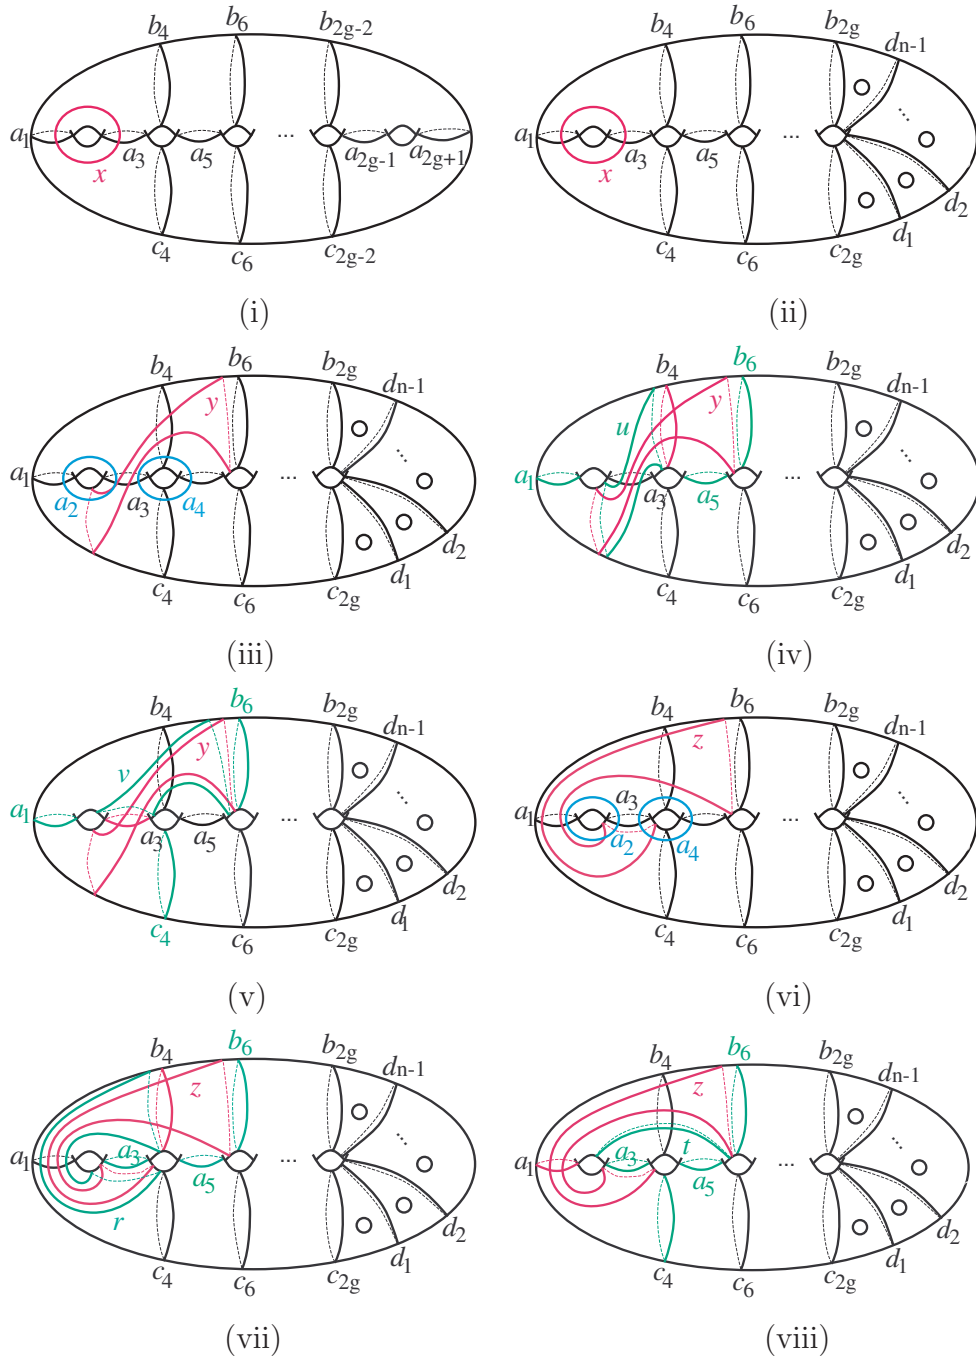 b4 b6 b2g-2
a1 a3 a5 ... a2g-1 a2g+1
x
c4 c6 c2g-2
(i)
b4 b6 b2g dn-1
...
a1 a3 a5 ...
x
d2
d1
c4 c6 c2g
(ii)
b4 b6 b2g dn-1
y
...
a1 ...
a2 a3 a4
d2
d1
c4 c6 c2g
(iii)
b4 b6 b2g dn-1
u y
...
a1 ...
a3 a5
d2
d1
c4 c6 c2g
(iv)
b4 b6 b2g dn-1
v y
...
a1 ...
a3 a5
d2
d1
c4 c6 c2g
(v)
b4 b6 b2g dn-1
z
...
a3
a1 ...
a2 a4
d2
d1
c4 c6 c2g
(vi)
b4 b6 b2g dn-1
z
...
a3
a1 ...
a5
r
d2
d1
c4 c6 c2g
(vii)
b4 b6 b2g dn-1
z
...
a3 t
a1 ...
a5
d2
d1
c4 c6 c2g
(viii)